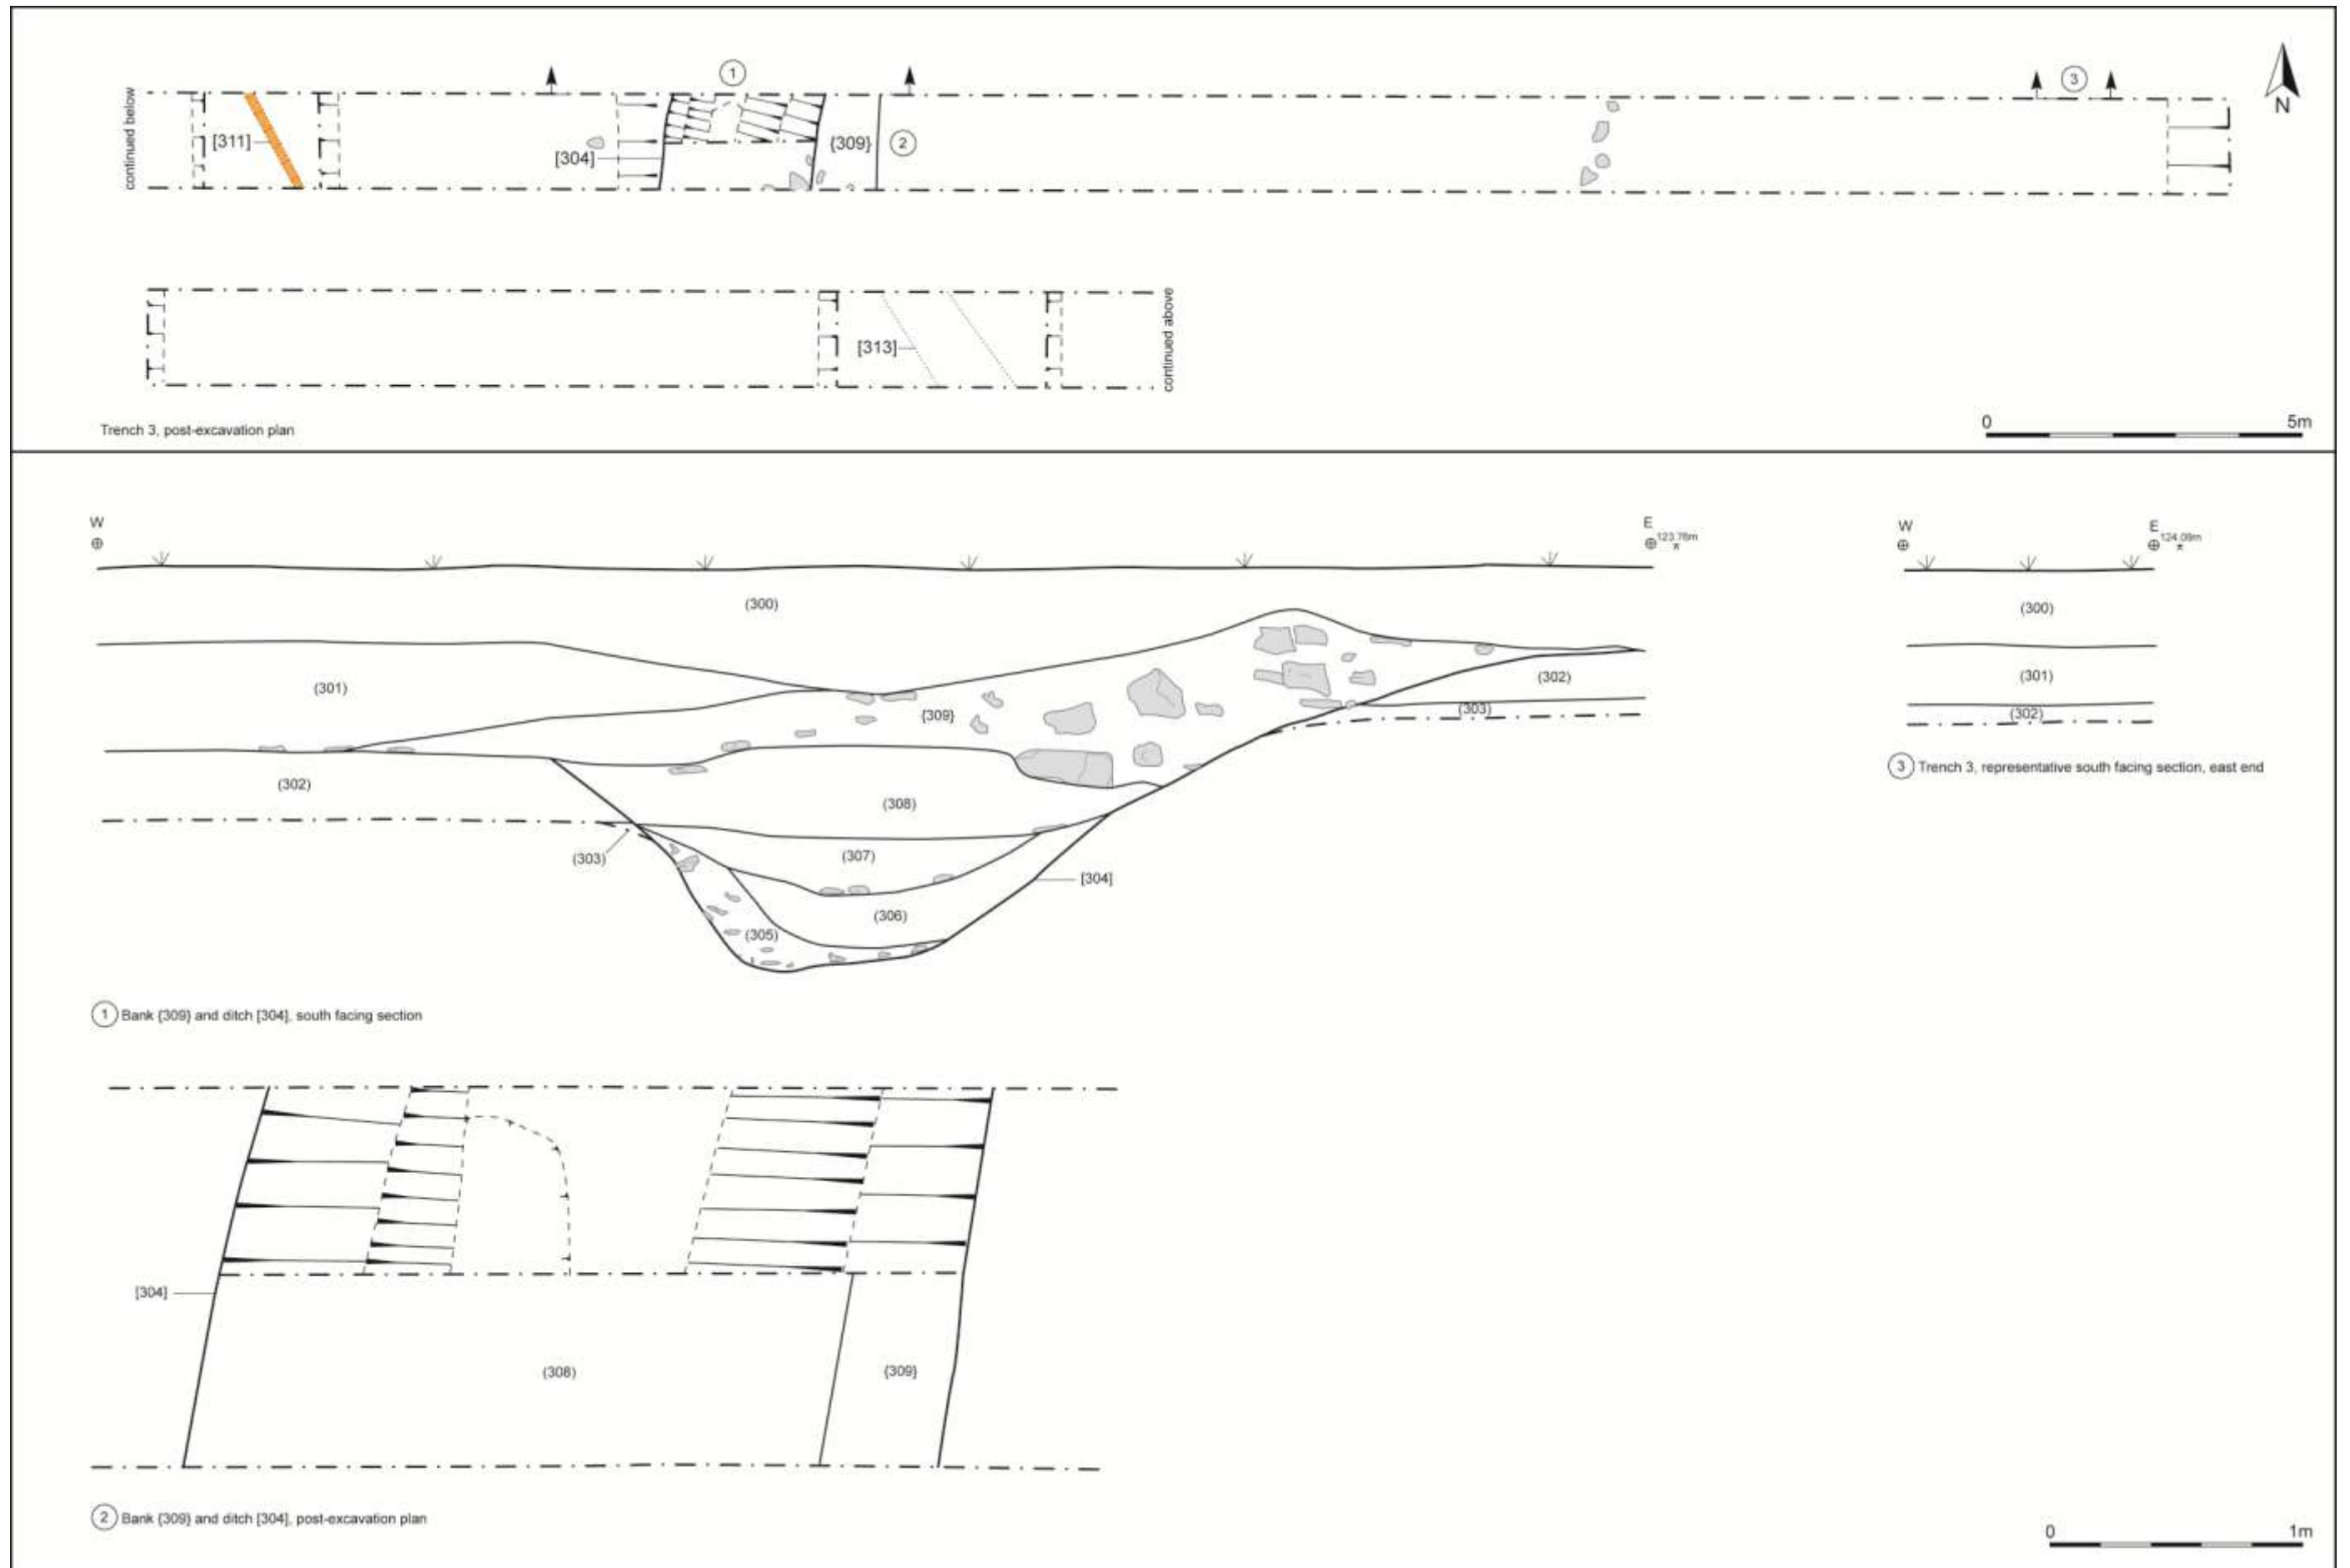 1
3
N
continued below
[311]
[304]
{309}
2
[313]
continued above
Trench 3, post-excavation plan
0 5m
W
E
123.76m
W
E
124.09m
(300)
(301)
{309}
(302)
(303)
(302)
(308)
(303)
(307)
[304]
(306)
(305)
(300)
(301)
(302)
3 Trench 3, representative south facing section, east end
1 Bank {309} and ditch [304], south facing section
[304]
(308)
{309}
2 Bank {309} and ditch [304], post-excavation plan
0 1m